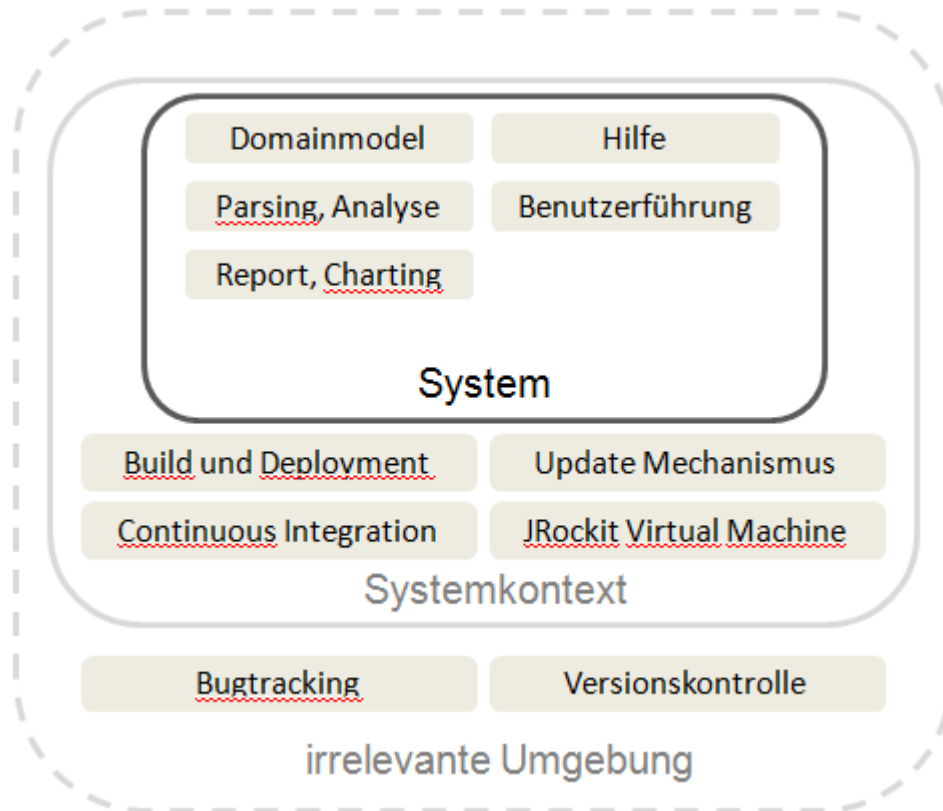 Domainmodel
Hilfe
Parsing, Analyse
Benutzerführung
Report, Charting
System
Build und Deployment
Update Mechanismus
Continuous Integration
JRockit Virtual Machine
Systemkontext
Bugtracking
Versionskontrolle
irrelevante Umgebung